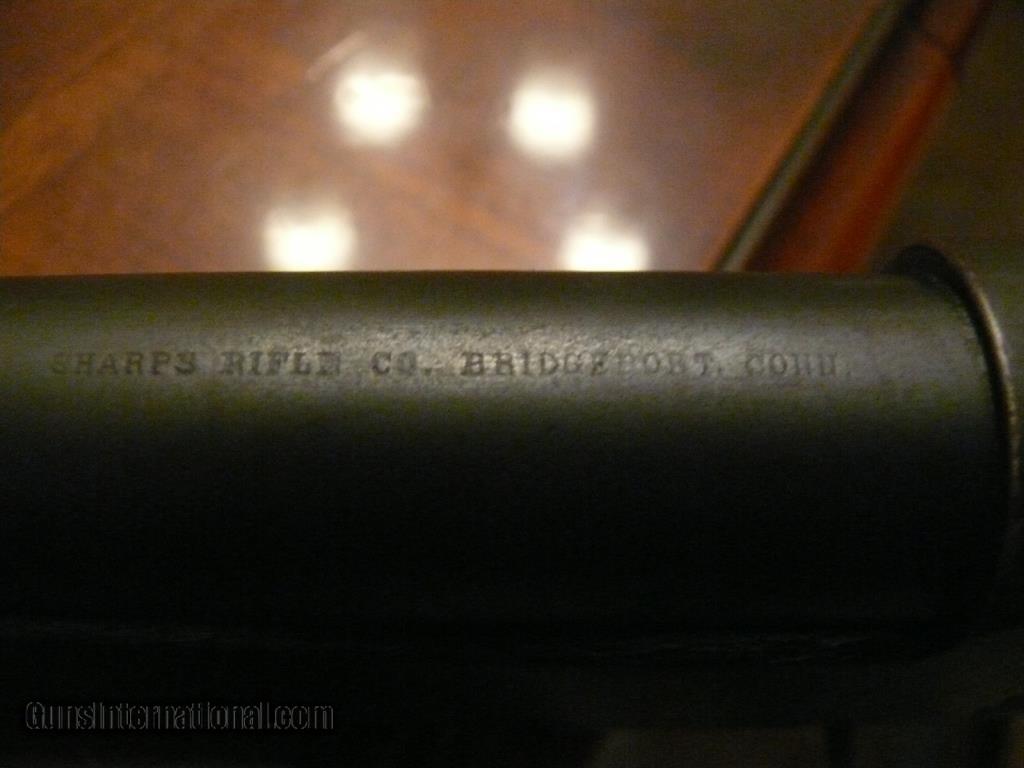 SHARPS RIFLE CO. BRIDGEPORT, CONN.
GunsInternational.com